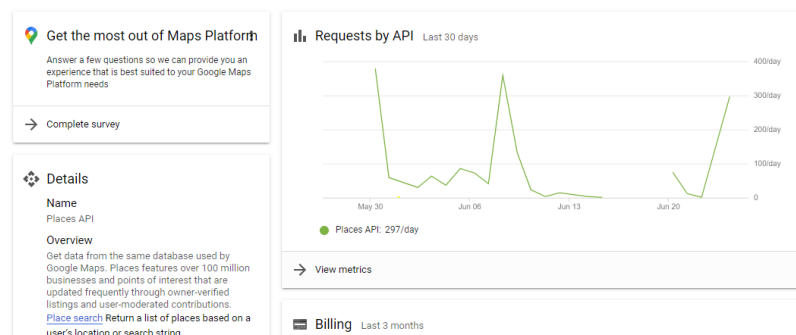 Get the most out of Maps Platform
Answer a few questions so we can provide you an
experience that is best suited to your Google Maps
Platform needs
Complete survey
Details
Name
Places API
Overview
Get data from the same database used by
Google Maps. Places features over 100 million
businesses and points of interest that are
updated frequently through owner-verified
listings and user-moderated contributions.
Place search Return a list of places based on a
user's location or search string
Requests by API Last 30 days
400/day
300/day
200/day
100/day
0
May 30 Jun 06 Jun 13 Jun 20
Places API: 297/day
View metrics
Billing Last 3 months